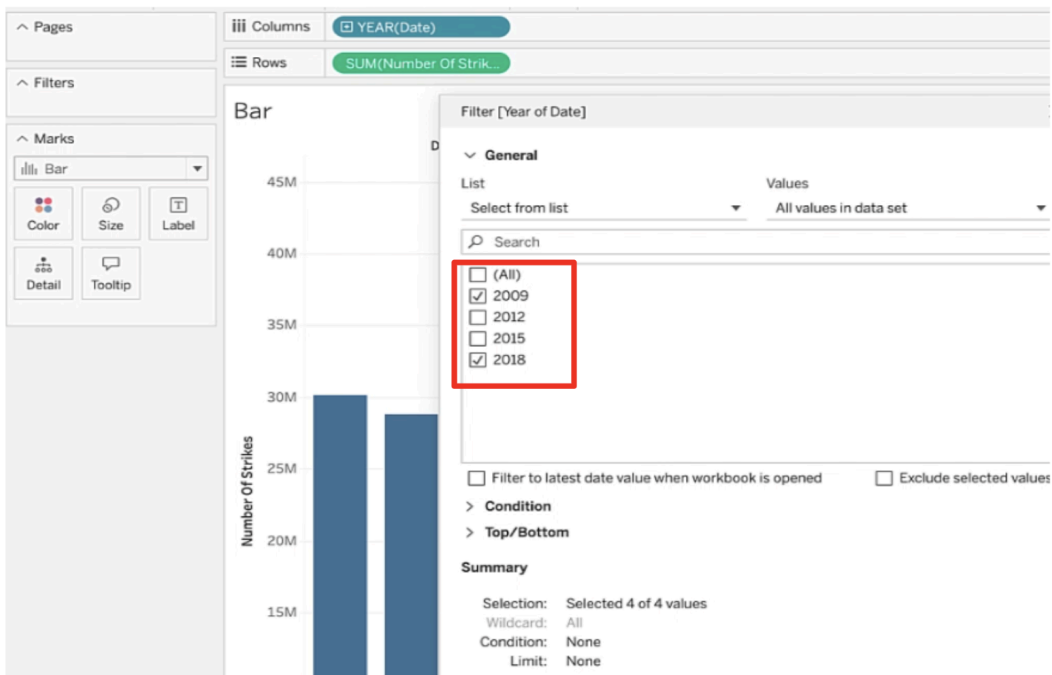 Pages
Columns
YEAR(Date)
Rows
SUM(Number Of Strik...
Filters
Marks
Bar
Color
Size
Label
Detail
Tooltip
Bar
D
45M
40M
35M
30M
25M
20M
15M
Number Of Strikes
Filter [Year of Date]
General
List
Values
Select from list
All values in data set
Search
(All)
2009
2012
2015
2018
Filter to latest date value when workbook is opened
Exclude selected values
Condition
Top/Bottom
Summary
Selection: Selected 4 of 4 values
Wildcard: All
Condition: None
Limit: None